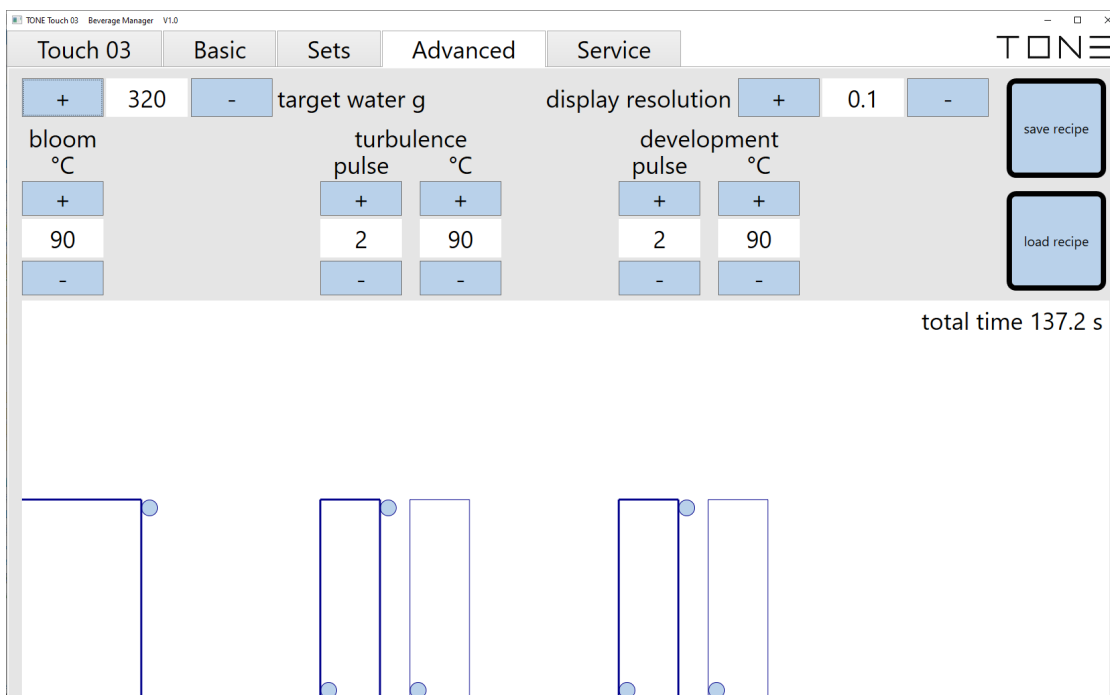 TONE Touch 03 Beverage Manager V1.0
Touch 03 Basic Sets Advanced Service
TONE
+ 320 - target water g display resolution + 0.1 -
save recipe
bloom turbulence development
°C pulse °C pulse °C
+ + + + +
90 2 90 2 90
load recipe
- - - - -
total time 137.2 s